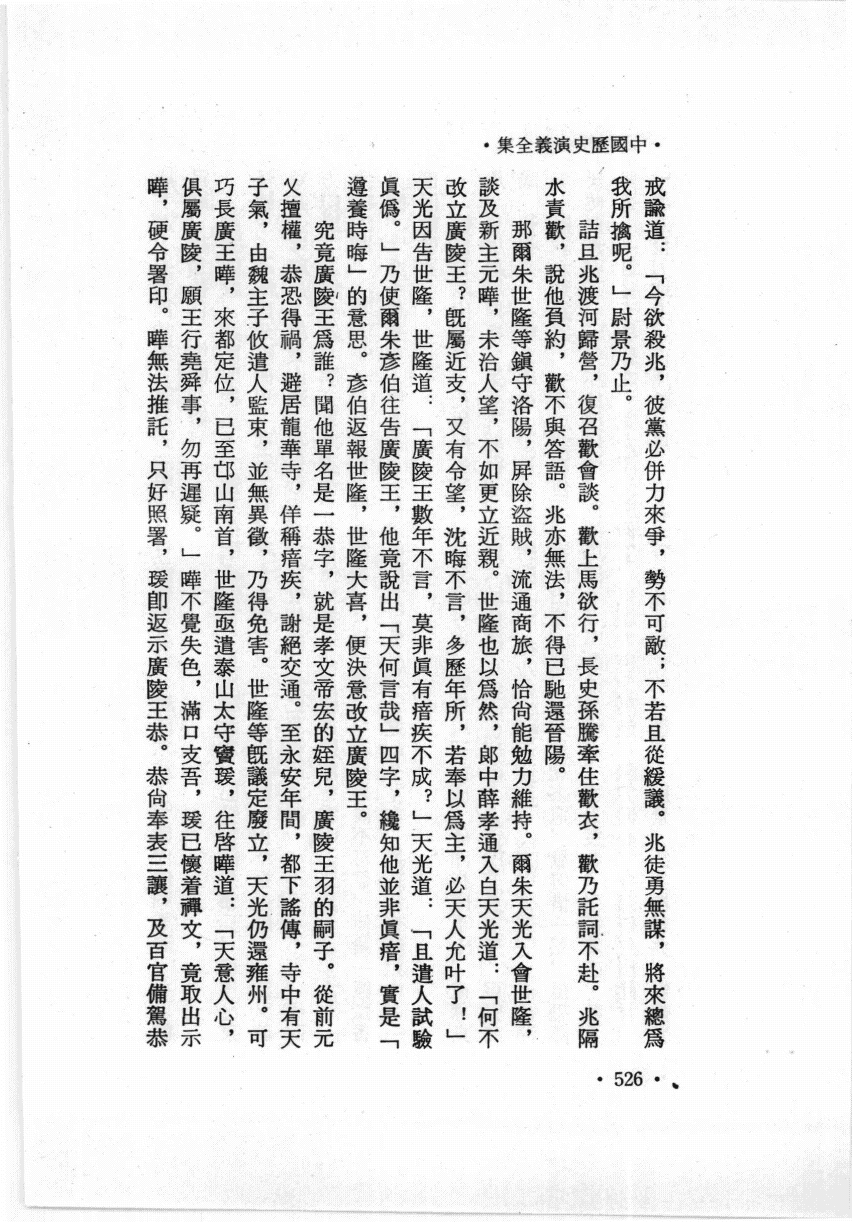 •中國歷史演義全集•
戒諭道：「今欲殺兆，彼黨必併力來爭，勢不可敵；不若且從緩議。兆徒勇無謀，將來總爲
我所擒呢。」尉景乃止。
詰旦兆渡河歸營，復召歡會談。歡上馬欲行，長史孫騰牽住歡衣，歡乃託詞不赴。兆隔
水責歡，說他負約，歡不與答語。兆亦無法，不得已馳還晉陽。
那爾朱世隆等鎭守洛陽，屛除盜賊，流通商旅，恰尙能勉力維持。爾朱天光入會世隆，
談及新主元曄，未洽人望，不如更立近親。世隆也以爲然，郞中薛孝通入白天光道：「何不
改立廣陵王？旣屬近支，又有令望，沈晦不言，多歷年所，若奉以爲主，必天人允叶了！」
天光因告世隆，世隆道：「廣陵王數年不言，莫非眞有瘖疾不成？」天光道：「且遣人試驗
眞僞。」乃使爾朱彥伯往告廣陵王，他竟說出「天何言哉」四字，纔知他並非眞瘖，實是「
遵養時晦」的意思。彥伯返報世隆，世隆大喜，便決意改立廣陵王。
究竟廣陵王爲誰？聞他單名是一恭字，就是孝文帝宏的姪兒，廣陵王羽的嗣子。從前元
乂擅權，恭恐得禍，避居龍華寺，佯稱瘖疾，謝絕交通。至永安年間，都下謠傳，寺中有天
子氣，由魏主子攸遣人監束，並無異徵，乃得免害。世隆等旣議定廢立，天光仍還雍州。可
巧長廣王曄，來都定位，已至邙山南首，世隆亟遣泰山太守竇瑗，往啓曄道：「天意人心，
俱屬廣陵，願王行堯舜事，勿再遲疑。」曄不覺失色，滿口支吾，瑗已懷着禪文，竟取出示
曄，硬令署印。曄無法推託，只好照署，瑗卽返示廣陵王恭。恭尙奉表三讓，及百官備駕恭
•526•